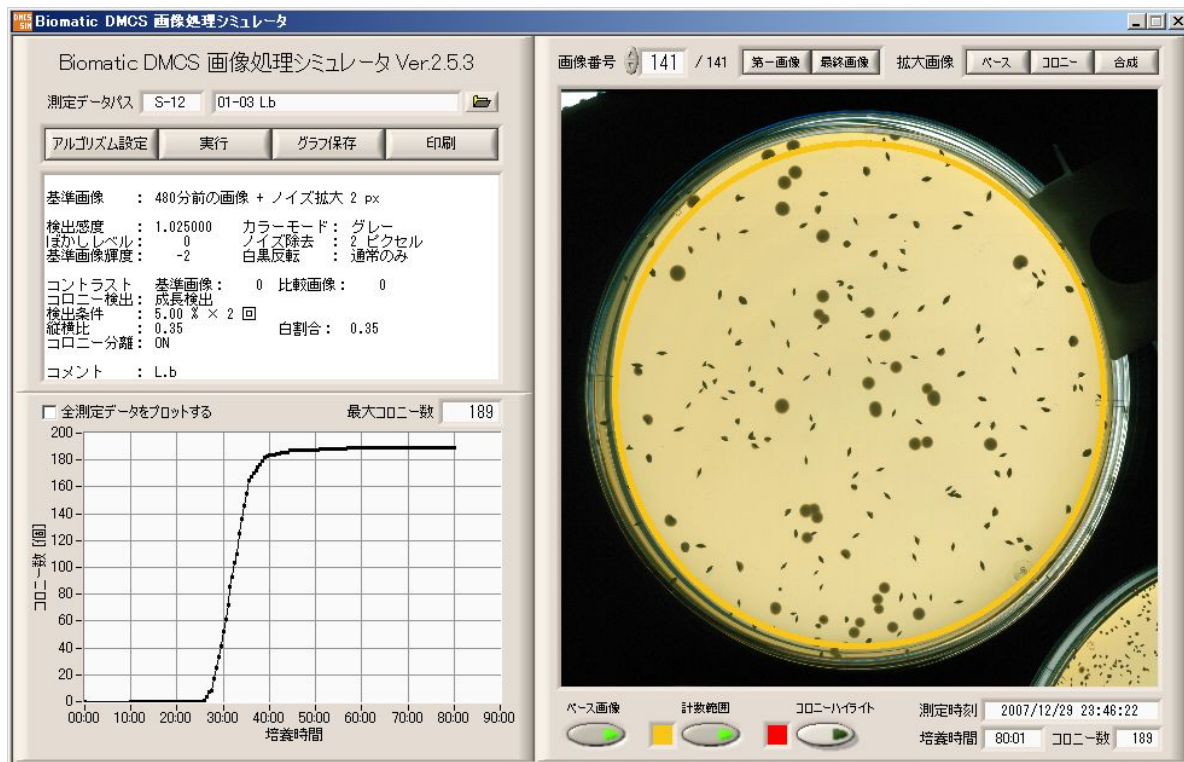 Biomatic DMCS 画像処理シミュレータ
Biomatic DMCS 画像処理シミュレータ Ver.2.5.3
測定データパス S-12 01-03 Lb
アルゴリズム設定 実行 グラフ保存 印刷
基準画像 : 480分前の画像 + ノイズ拡大 2 px
検出感度 : 1.025000 カラーモード : グレー
ぼかしレベル : 0 ノイズ除去 : 2 ピクセル
基準画像輝度 : -2 白黒反転 : 通常のみ
コントラスト 基準画像 : 0 比較画像 : 0
コロニー検出 : 成長検出
検出条件 : 5.00 % × 2 回
縦横比 : 0.35 白割合 : 0.35
コロニー分離 : ON
コメント : L.b
全測定データをプロットする 最大コロニー数 189
200
180
160
140
120
100
80
60
40
20
0
コロニー数 [個]
00:00 10:00 20:00 30:00 40:00 50:00 60:00 70:00 80:00 90:00
培養時間
画像番号 141 / 141 第一画像 最終画像 拡大画像 ベース コロニー 合成
ベース画像 計数範囲 コロニーハイライト
測定時刻 2007/12/29 23:46:22
培養時間 80:01 コロニー数 189